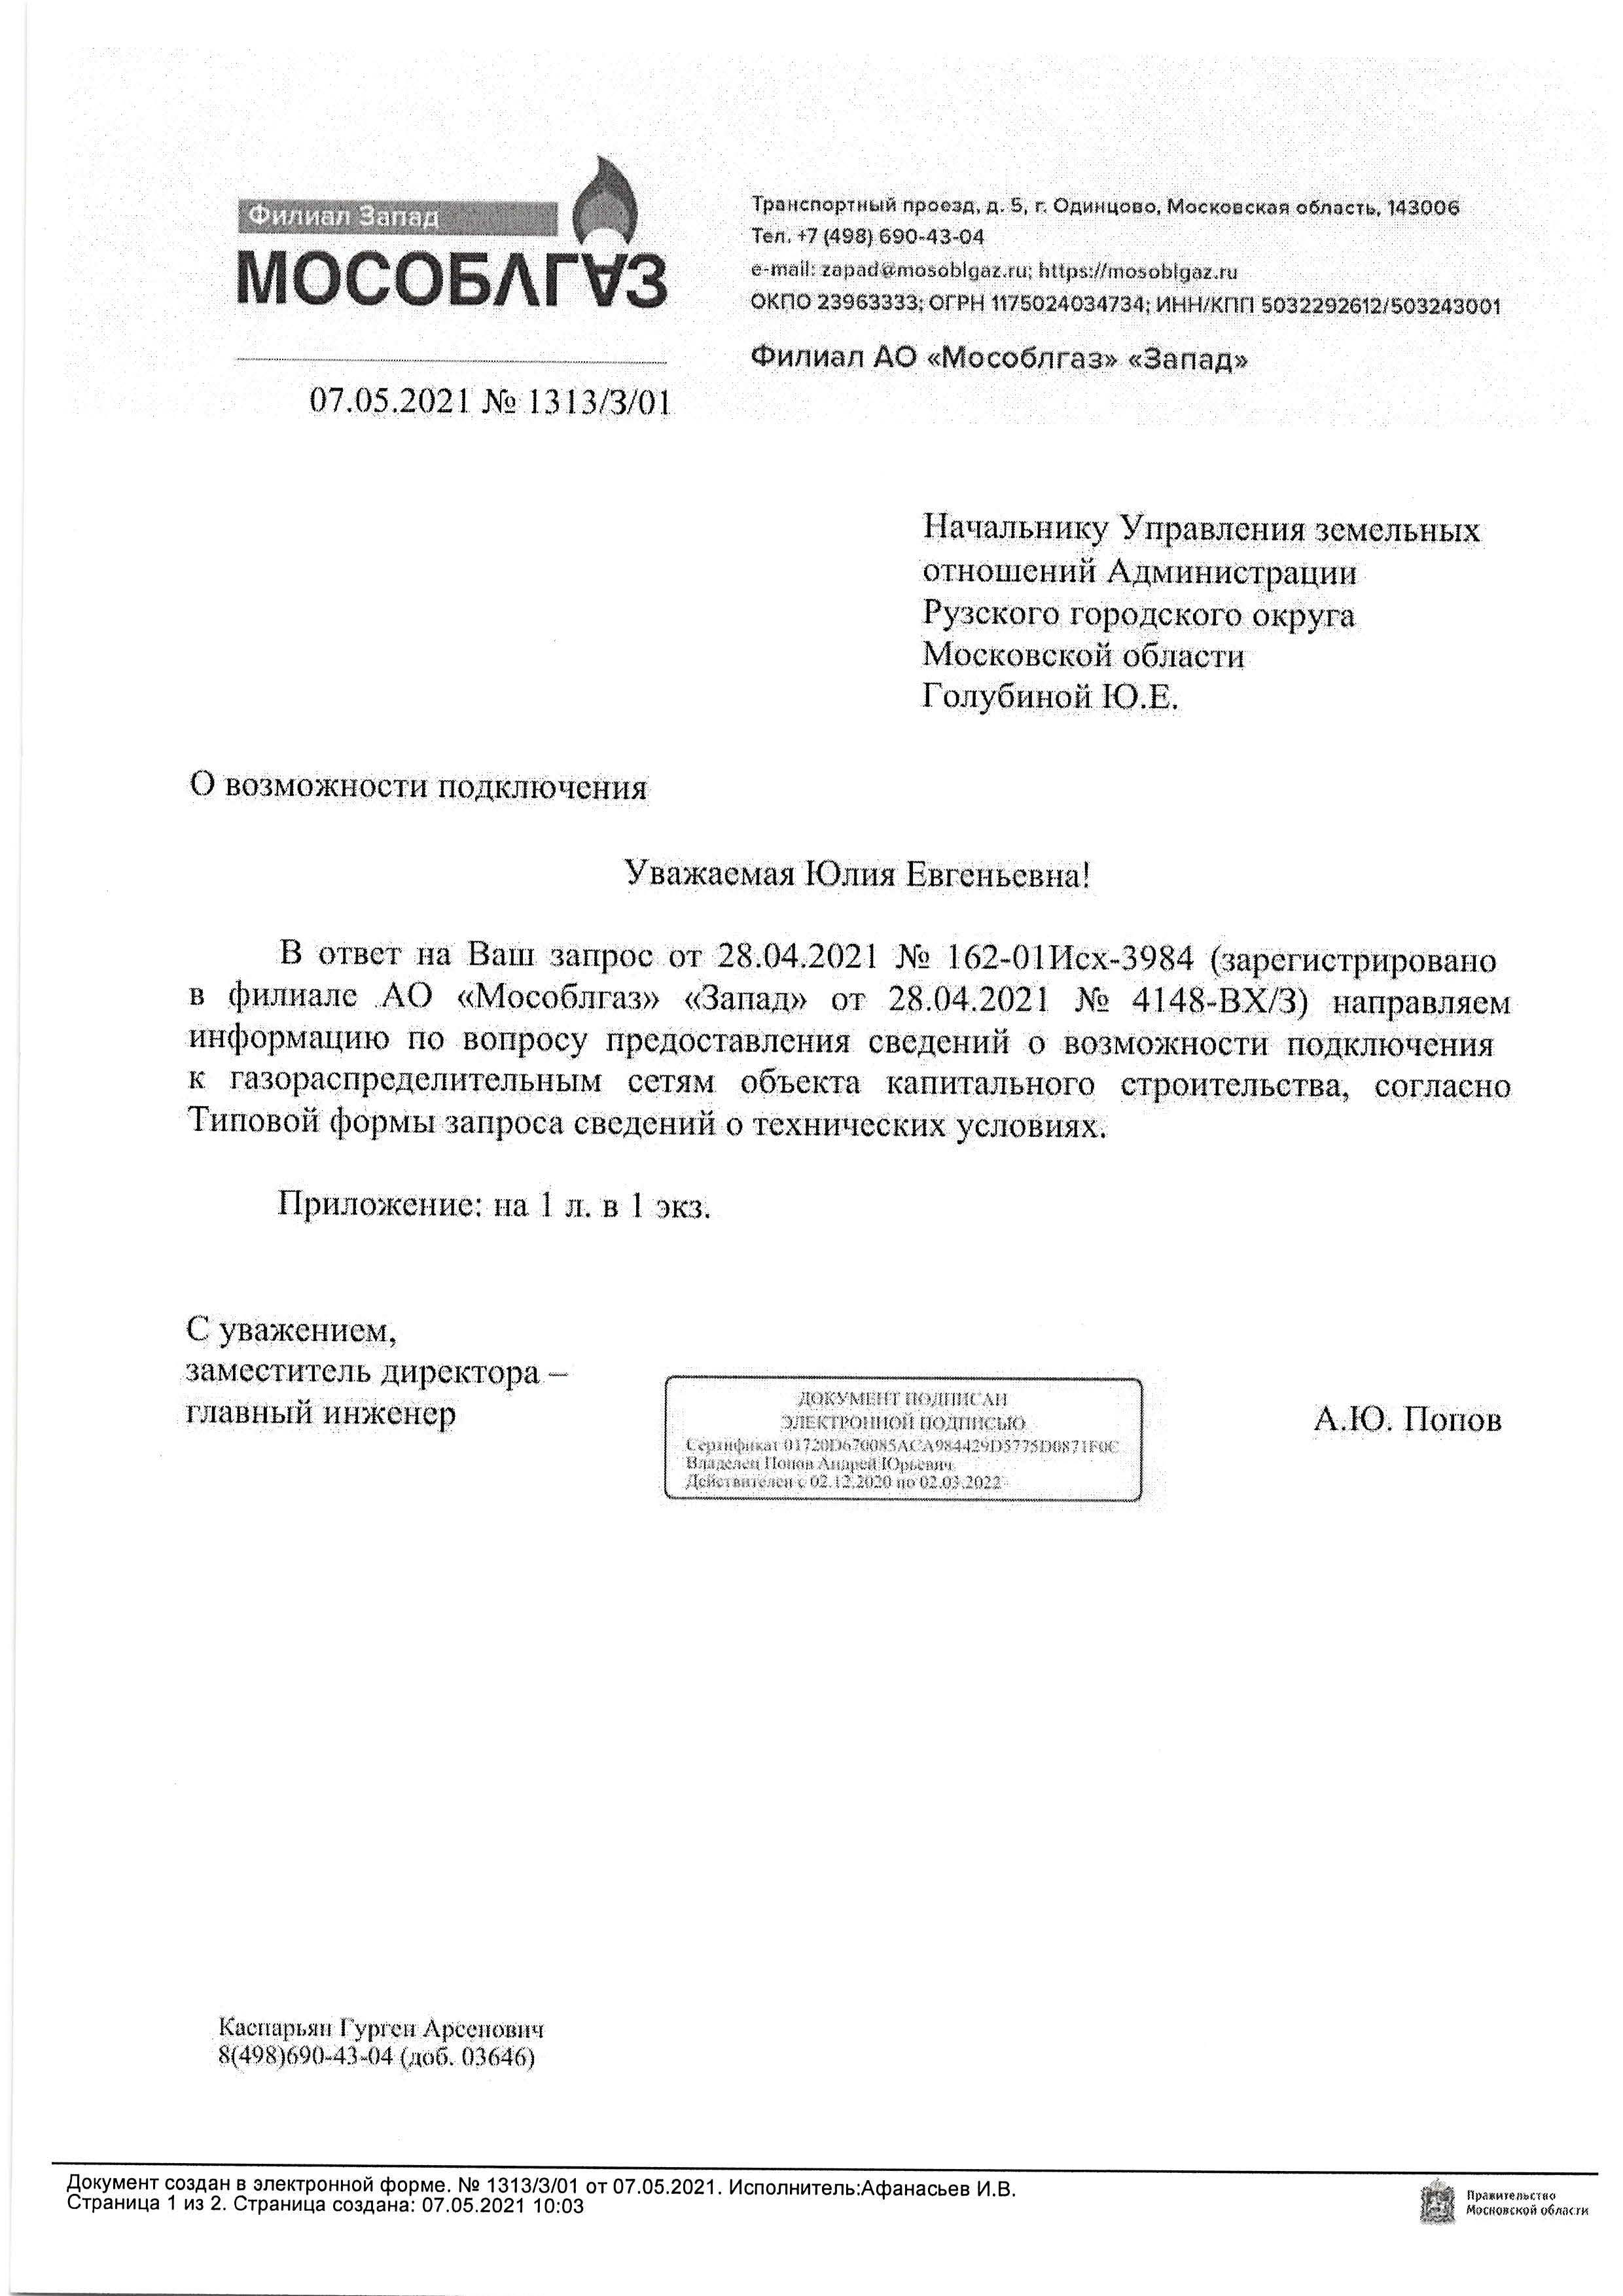 Филиал Запад
МОСОБЛГАЗ
07.05.2021 № 1313/З/01
Транспортный проезд, д. 5, г. Одинцово, Московская область, 143006
Тел. +7 (498) 690-43-04
e-mail: zapad@mosoblgaz.ru; https://mosoblgaz.ru
ОКПО 23963333; ОГРН 1175024034734; ИНН/КПП 5032292612/503243001
Филиал АО «Мособлгаз» «Запад»
Начальнику Управления земельных
отношений Администрации
Рузского городского округа
Московской области
Голубиной Ю.Е.
О возможности подключения
Уважаемая Юлия Евгеньевна!
В ответ на Ваш запрос от 28.04.2021 № 162-01Исх-3984 (зарегистрировано
в филиале АО «Мособлгаз» «Запад» от 28.04.2021 № 4148-ВХ/З) направляем
информацию по вопросу предоставления сведений о возможности подключения
к газораспределительным сетям объекта капитального строительства, согласно
Типовой формы запроса сведений о технических условиях.
Приложение: на 1 л. в 1 экз.
С уважением,
заместитель директора –
главный инженер
ДОКУМЕНТ ПОДПИСАН
ЭЛЕКТРОННОЙ ПОДПИСЬЮ
Сертификат 01720D670085ACA984429D5775D0871F0C
Владелец Попов Андрей Юрьевич
Действителен с 02.12.2020 по 02.03.2022
А.Ю. Попов
Каспарьян Гурген Арсенович
8(498)690-43-04 (доб. 03646)
Документ создан в электронной форме. № 1313/З/01 от 07.05.2021. Исполнитель:Афанасьев И.В.
Страница 1 из 2. Страница создана: 07.05.2021 10:03
Правительство
Московской области